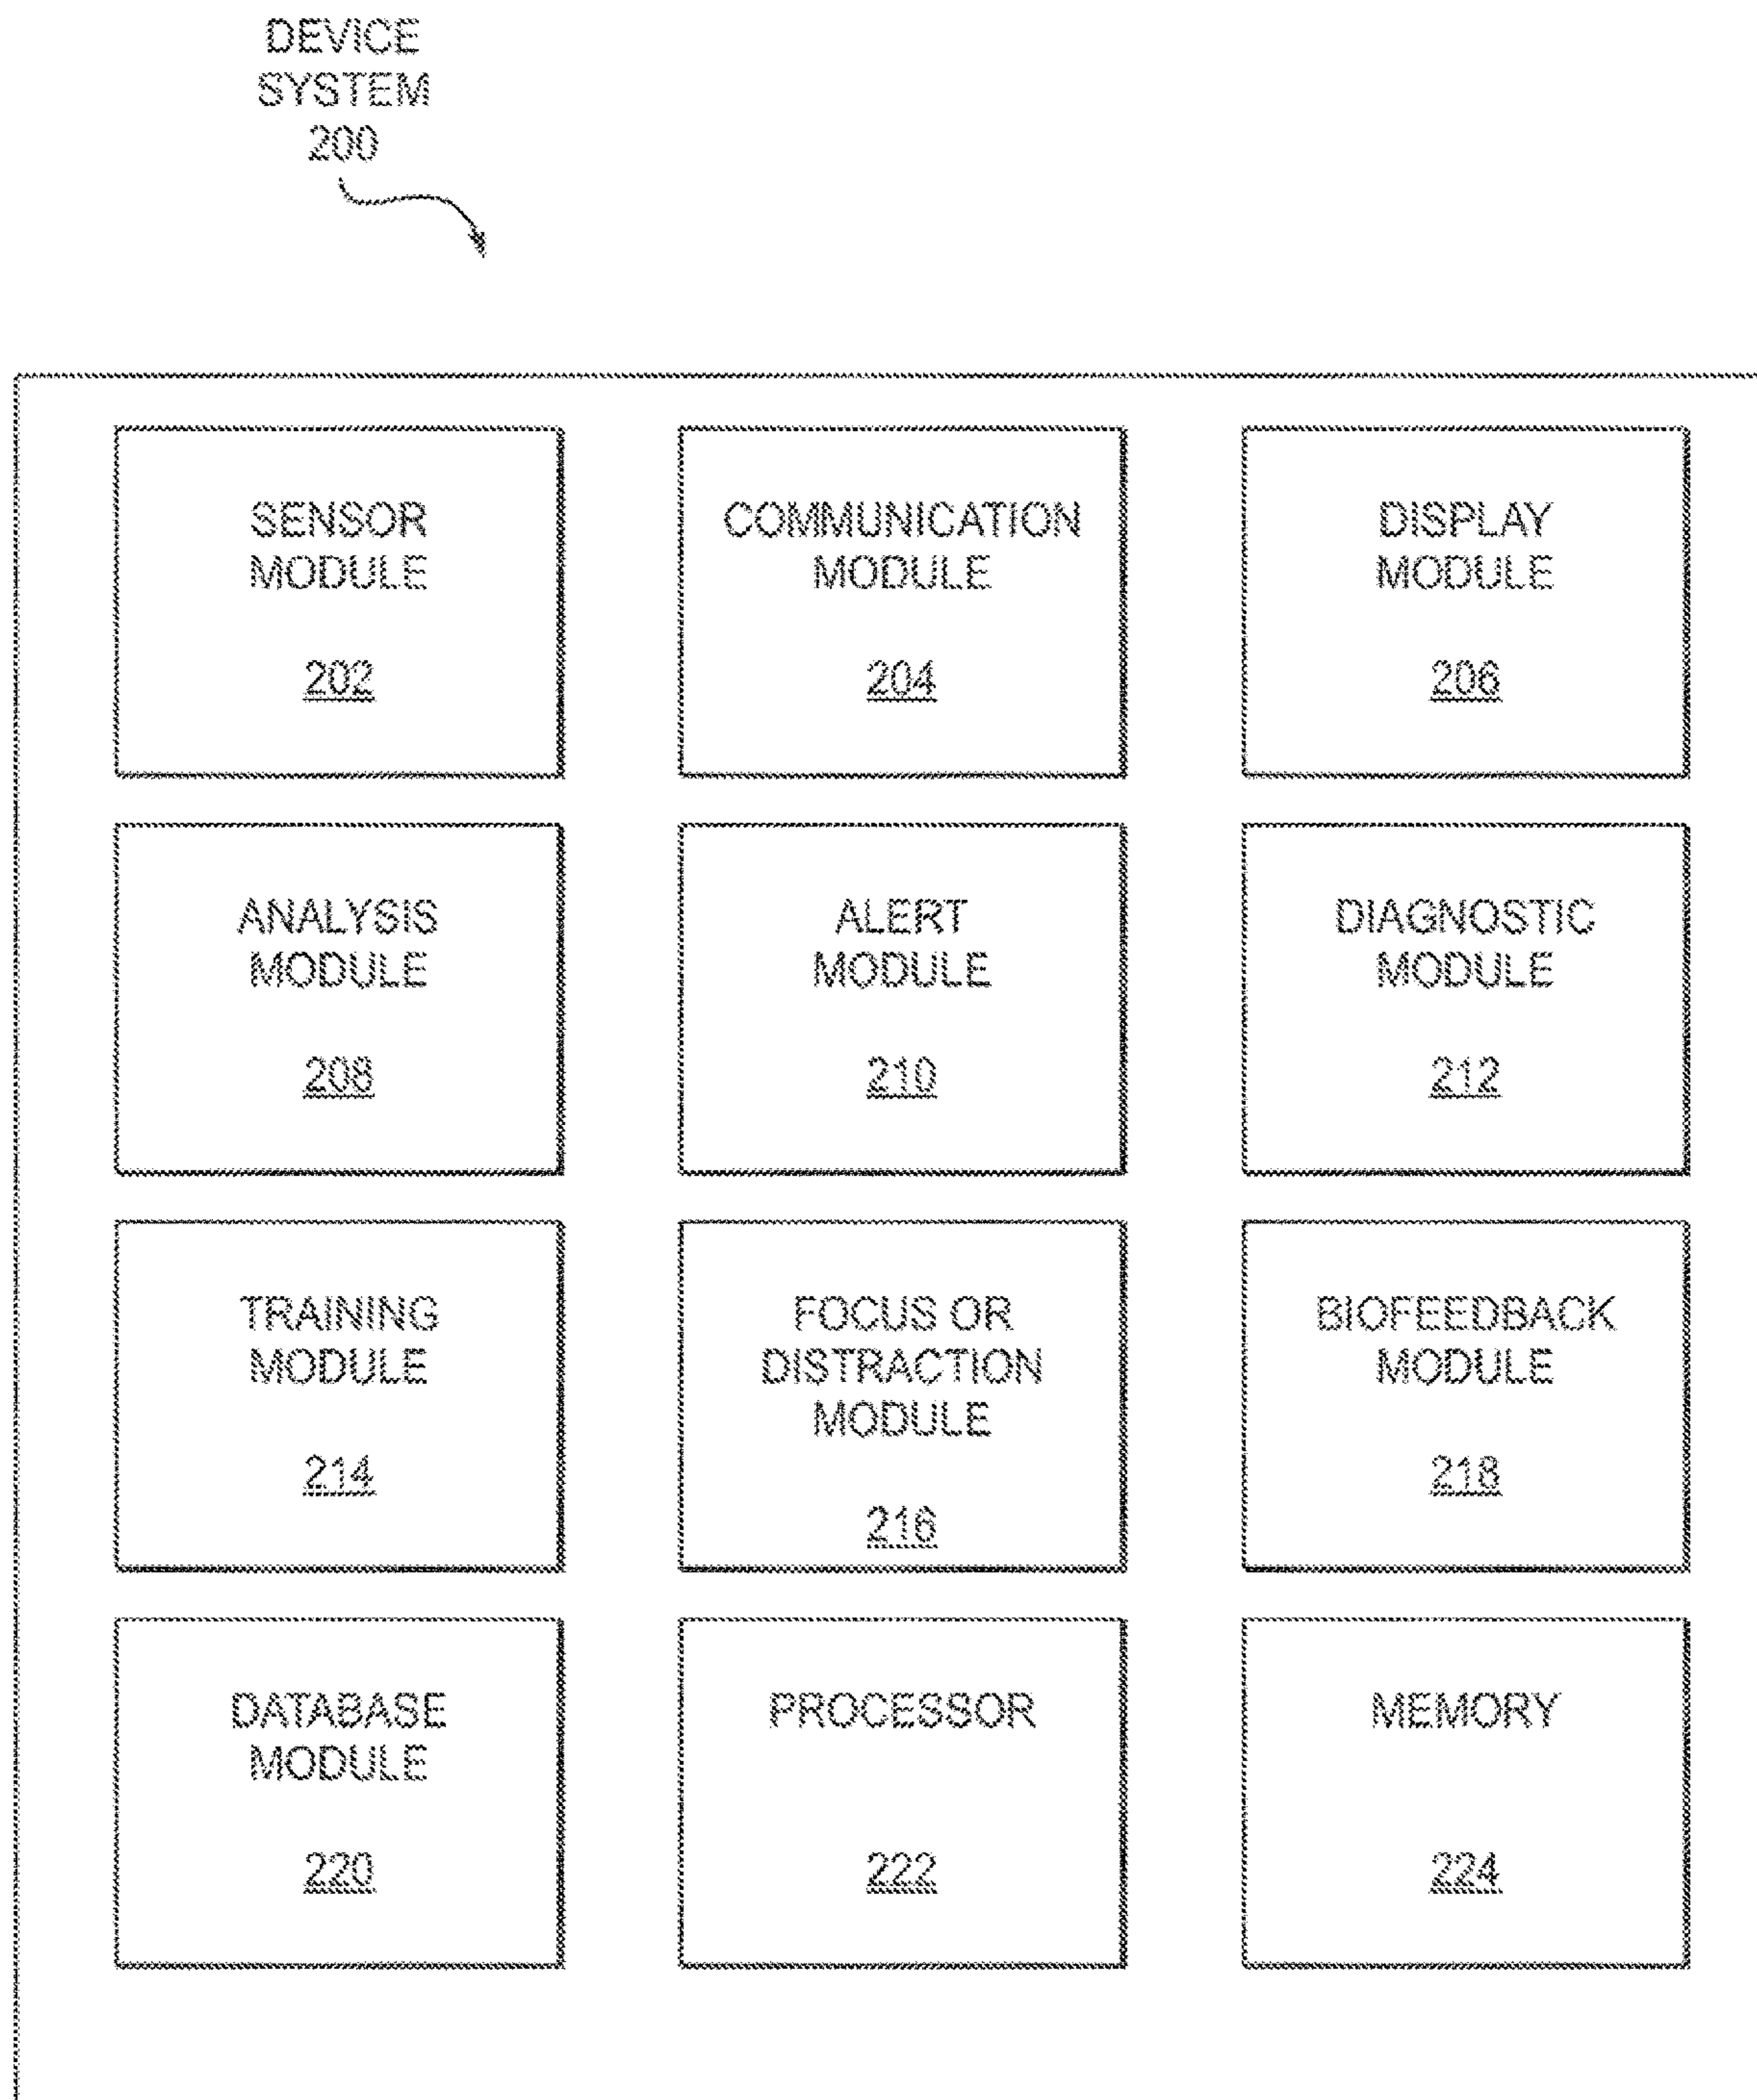 DEVICE
SYSTEM
200
SENSOR
MODULE
202
COMMUNICATION
MODULE
204
DISPLAY
MODULE
206
ANALYSIS
MODULE
208
ALERT
MODULE
210
DIAGNOSTIC
MODULE
212
TRAINING
MODULE
214
FOCUS OR
DISTRACTION
MODULE
216
BIOFEEDBACK
MODULE
218
DATABASE
MODULE
220
PROCESSOR
222
MEMORY
224